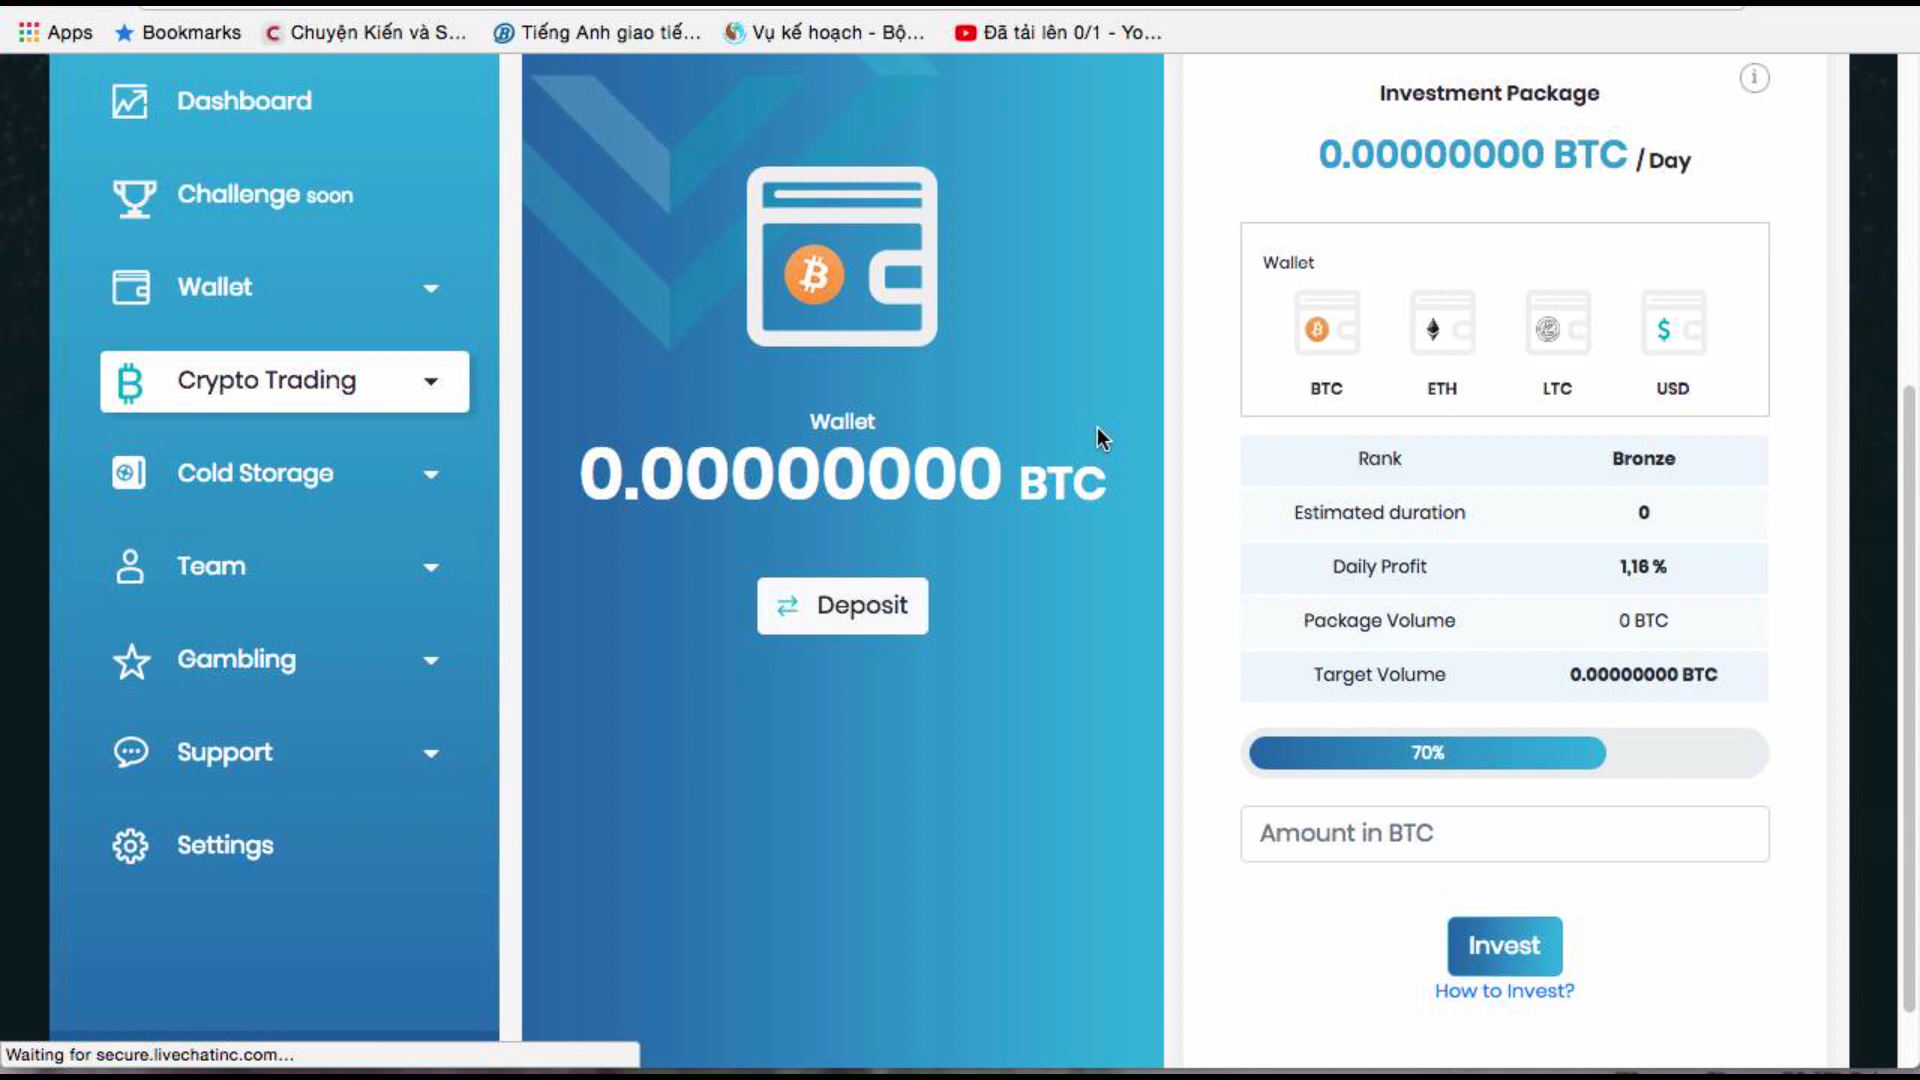 Apps
Bookmarks
Chuyện Kiến và S...
Tiếng Anh giao tiế...
Vụ kế hoạch - Bộ...
Đã tải lên 0/1 - Yo...
Dashboard
Challenge soon
Wallet
Crypto Trading
Cold Storage
Team
Gambling
Support
Settings
Wallet
0.00000000 BTC
Deposit
Investment Package
0.00000000 BTC / Day
Wallet
BTC ETH LTC USD
Rank Bronze
Estimated duration 0
Daily Profit 1,16 %
Package Volume 0 BTC
Target Volume 0.00000000 BTC
70%
Amount in BTC
Invest
How to Invest?
Waiting for secure.livechatinc.com...